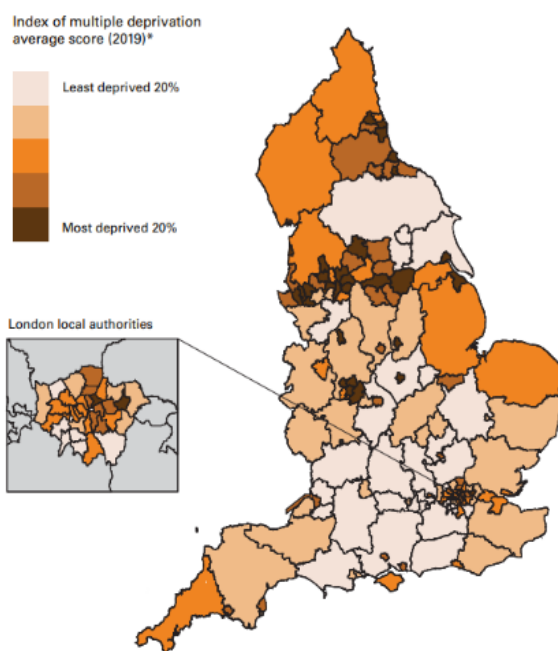 Index of multiple deprivation
average score (2019)*
Least deprived 20%
Most deprived 20%
London local authorities